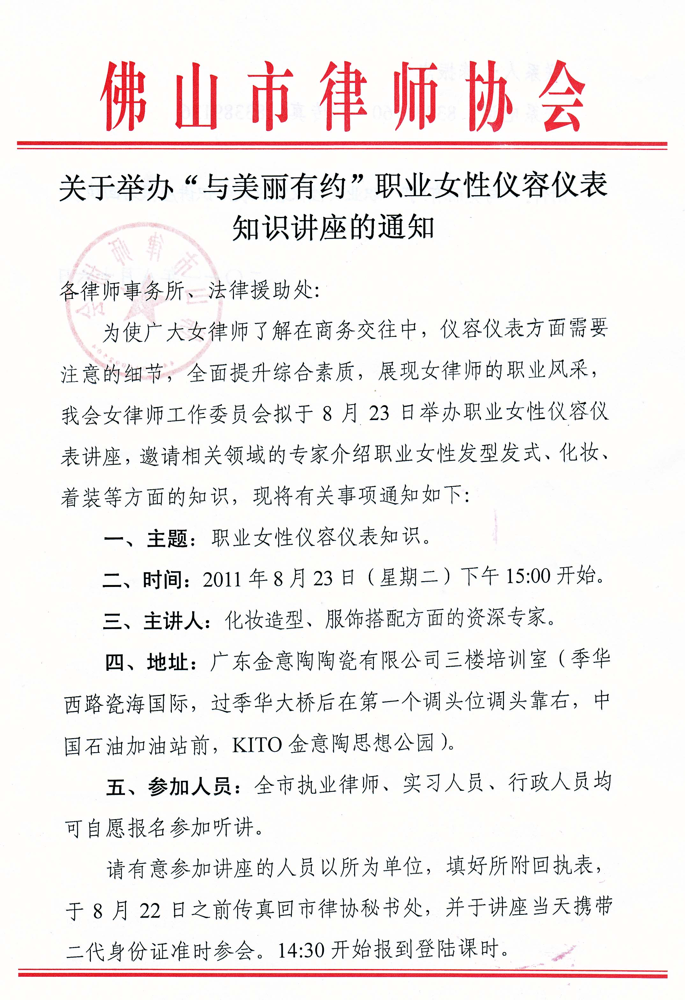 佛山市律师协会
关于举办“与美丽有约”职业女性仪容仪表
知识讲座的通知
各律师事务所、法律援助处：
为使广大女律师了解在商务交往中，仪容仪表方面需要
注意的细节，全面提升综合素质，展现女律师的职业风采，
我会女律师工作委员会拟于 8 月 23 日举办职业女性仪容仪
表讲座，邀请相关领域的专家介绍职业女性发型发式、化妆、
着装等方面的知识，现将有关事项通知如下：
一、主题：职业女性仪容仪表知识。
二、时间：2011 年 8 月 23 日（星期二）下午 15:00 开始。
三、主讲人：化妆造型、服饰搭配方面的资深专家。
四、地址：广东金意陶陶瓷有限公司三楼培训室（季华
西路瓷海国际，过季华大桥后在第一个调头位调头靠右，中
国石油加油站前，KITO 金意陶思想公园）。
五、参加人员：全市执业律师、实习人员、行政人员均
可自愿报名参加听讲。
请有意参加讲座的人员以所为单位，填好所附回执表，
于 8 月 22 日之前传真回市律协秘书处，并于讲座当天携带
二代身份证准时参会。14:30 开始报到登陆课时。